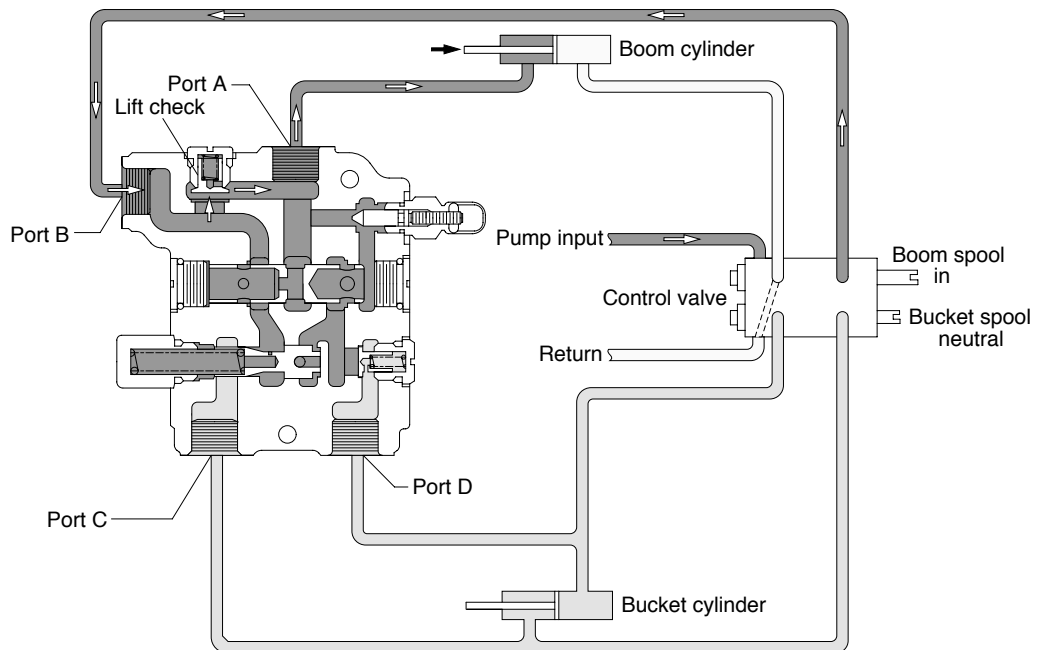 Boom cylinder
Port A
Lift check
Port B
Pump input
Boom spool
in
Control valve
Bucket spool
neutral
Return
Port D
Port C
Bucket cylinder